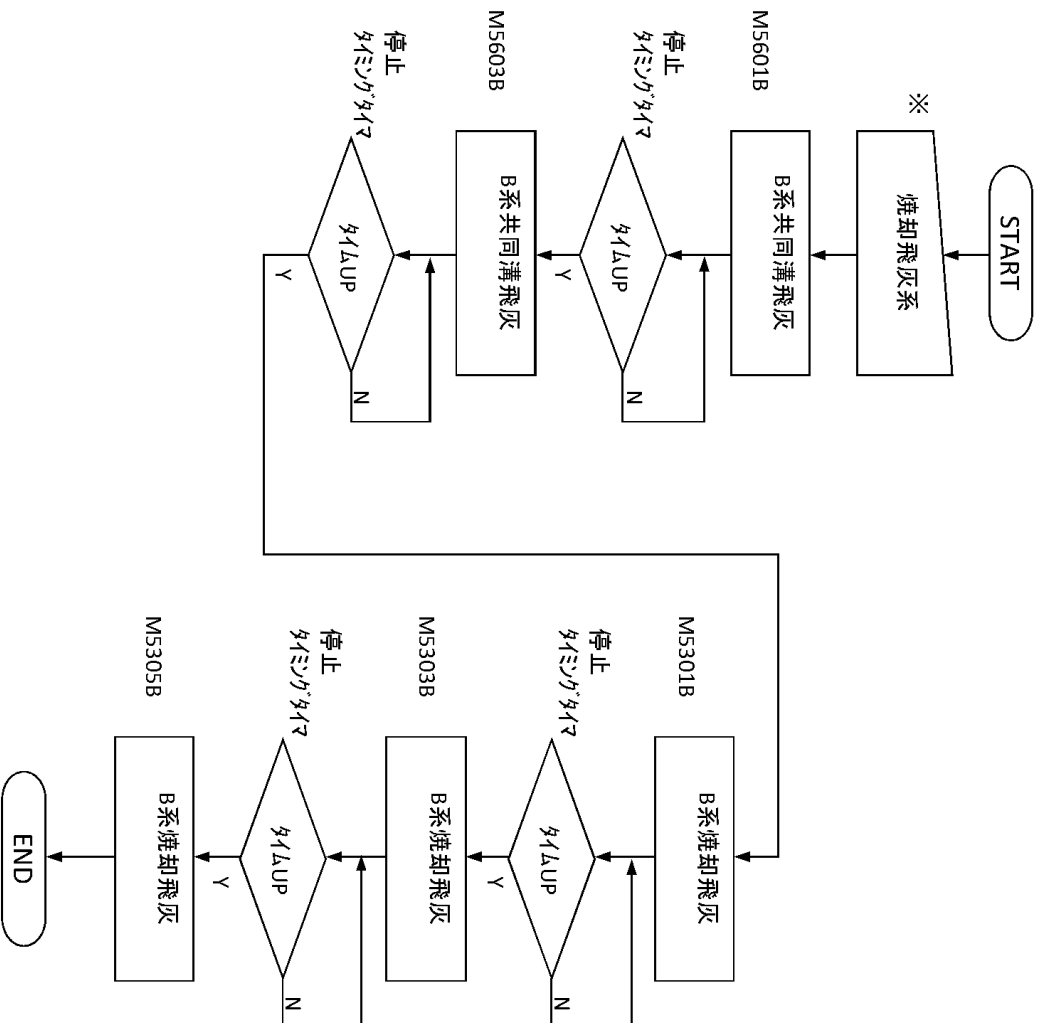 START
※
焼却飛灰系
M5601B
B系共同溝飛灰
停止
ﾀｲﾐﾝｸﾞﾀｲﾏ
ﾀｲﾑUP
N
Y
M5603B
B系共同溝飛灰
停止
ﾀｲﾐﾝｸﾞﾀｲﾏ
ﾀｲﾑUP
N
Y
M5301B
B系焼却飛灰
停止
ﾀｲﾐﾝｸﾞﾀｲﾏ
ﾀｲﾑUP
N
Y
M5303B
B系焼却飛灰
停止
ﾀｲﾐﾝｸﾞﾀｲﾏ
ﾀｲﾑUP
N
Y
M5305B
B系焼却飛灰
END